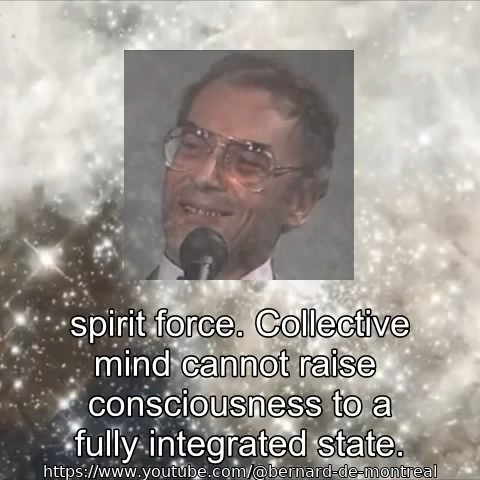 spirit force. Collective
mind cannot raise
consciousness to a
fully integrated state.
https://www.youtube.com/@bernard-de-montreal